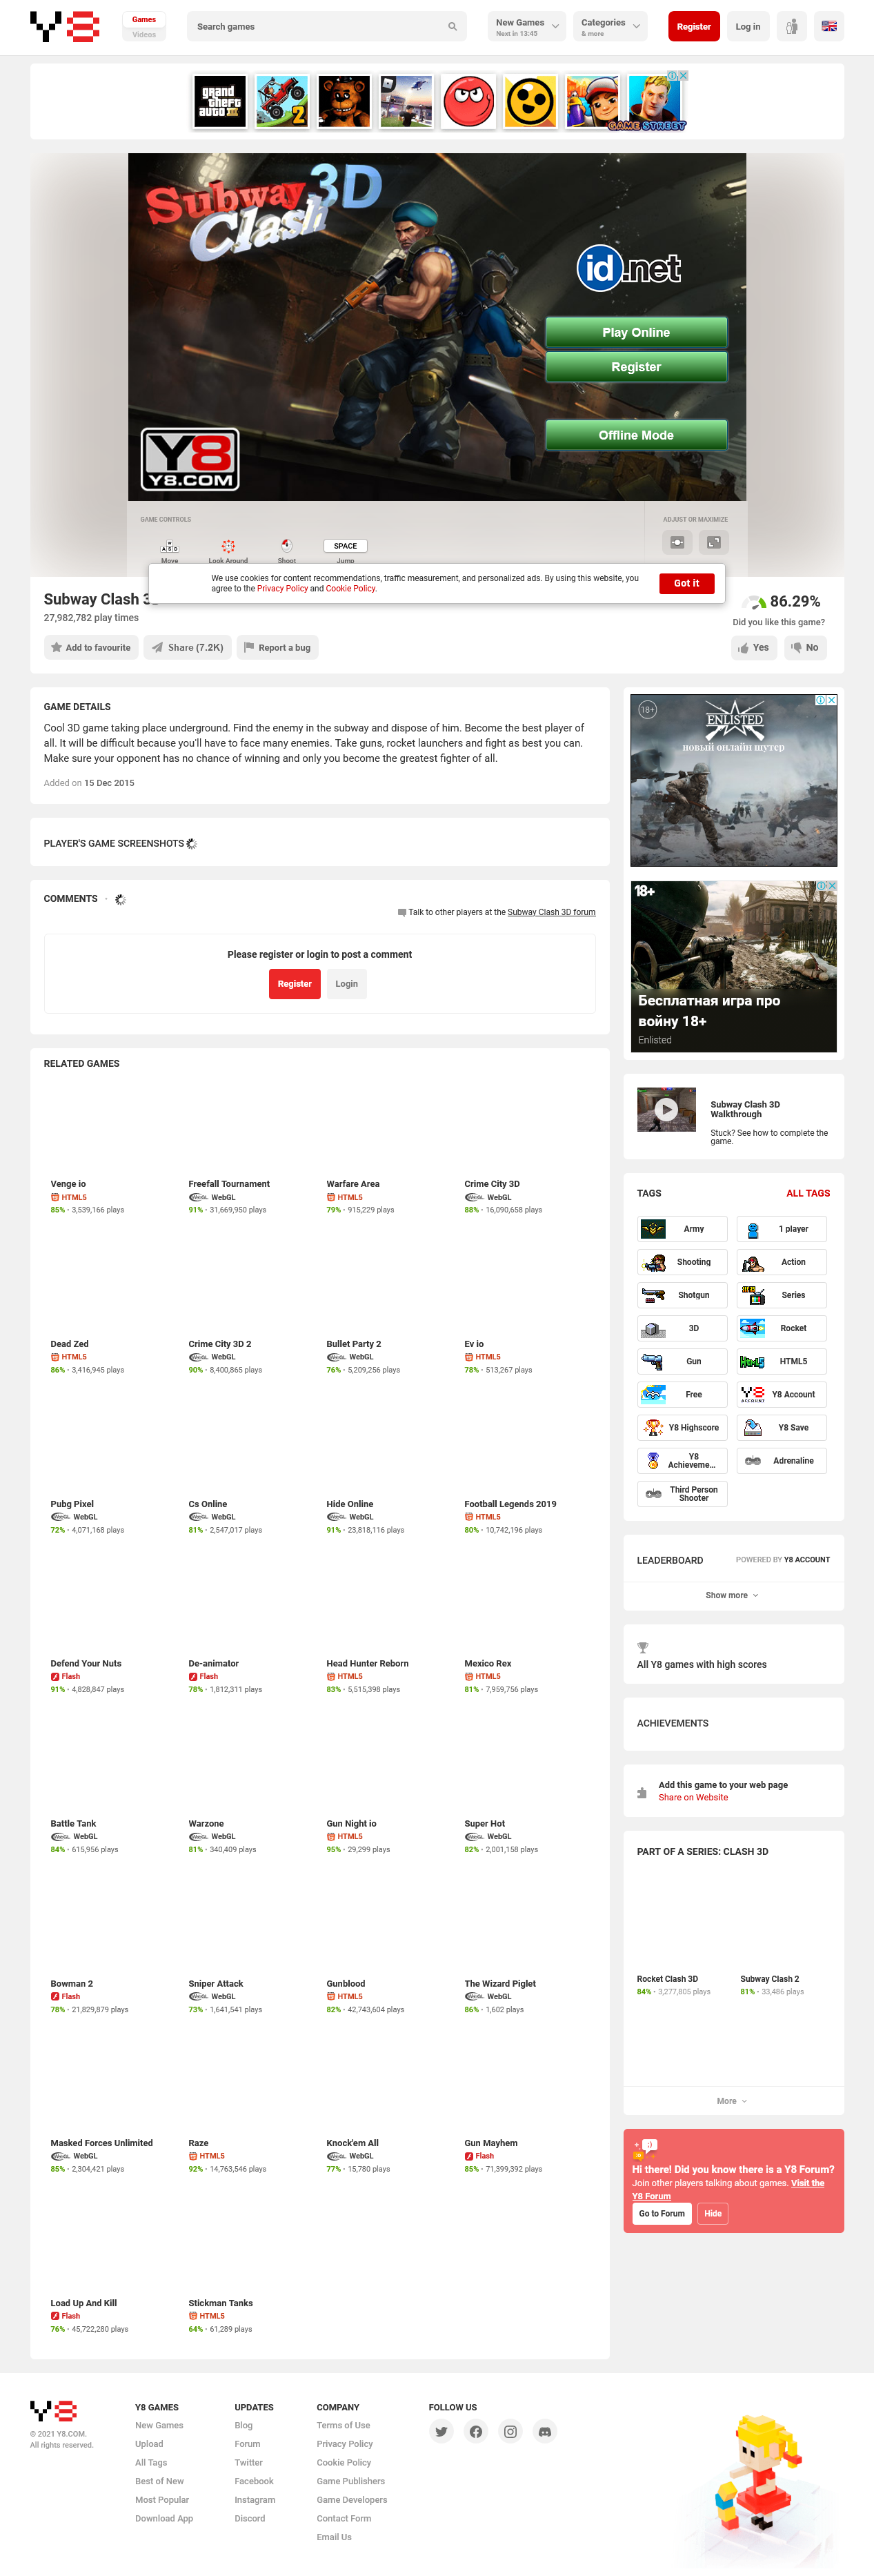 Y8
Games
Videos
Search games
New Games
Next in 13:45
Categories
& more
Register
Log in
grand theft auto III
2
GAME STREET
Subway Clash 3D
id.net
Play Online
Register
Offline Mode
Y8
Y8.COM
GAME CONTROLS
ADJUST OR MAXIMIZE
W
A S D
SPACE
Move
Look Around
Shoot
Jump
We use cookies for content recommendations, traffic measurement, and personalized ads. By using this website, you
agree to the Privacy Policy and Cookie Policy.
Got it
Subway Clash 3D
27,982,782 play times
86.29%
Did you like this game?
Add to favourite
Share (7.2K)
Report a bug
Yes
No
GAME DETAILS
Cool 3D game taking place underground. Find the enemy in the subway and dispose of him. Become the best player of
all. It will be difficult because you'll have to face many enemies. Take guns, rocket launchers and fight as best you can.
Make sure your opponent has no chance of winning and only you become the greatest fighter of all.
Added on 15 Dec 2015
PLAYER'S GAME SCREENSHOTS
COMMENTS
Talk to other players at the Subway Clash 3D forum
Please register or login to post a comment
Register
Login
18+
ENLISTED
новый онлайн шутер
18+
Бесплатная игра про
войну 18+
Enlisted
Subway Clash 3D
Walkthrough
Stuck? See how to complete the
game.
RELATED GAMES
Venge io
HTML5
85% • 3,539,166 plays
Freefall Tournament
WebGL
91% • 31,669,950 plays
Warfare Area
HTML5
79% • 915,229 plays
Crime City 3D
WebGL
88% • 16,090,658 plays
Dead Zed
HTML5
86% • 3,416,945 plays
Crime City 3D 2
WebGL
90% • 8,400,865 plays
Bullet Party 2
WebGL
76% • 5,209,256 plays
Ev io
HTML5
78% • 513,267 plays
Pubg Pixel
WebGL
72% • 4,071,168 plays
Cs Online
WebGL
81% • 2,547,017 plays
Hide Online
WebGL
91% • 23,818,116 plays
Football Legends 2019
HTML5
80% • 10,742,196 plays
Defend Your Nuts
Flash
91% • 4,828,847 plays
De-animator
Flash
78% • 1,812,311 plays
Head Hunter Reborn
HTML5
83% • 5,515,398 plays
Mexico Rex
HTML5
81% • 7,959,756 plays
Battle Tank
WebGL
84% • 615,956 plays
Warzone
WebGL
81% • 340,409 plays
Gun Night io
HTML5
95% • 29,299 plays
Super Hot
WebGL
82% • 2,001,158 plays
Bowman 2
Flash
78% • 21,829,879 plays
Sniper Attack
WebGL
73% • 1,641,541 plays
Gunblood
HTML5
82% • 42,743,604 plays
The Wizard Piglet
WebGL
86% • 1,602 plays
Masked Forces Unlimited
WebGL
85% • 2,304,421 plays
Raze
HTML5
92% • 14,763,546 plays
Knock'em All
WebGL
77% • 15,780 plays
Gun Mayhem
Flash
85% • 71,399,392 plays
Load Up And Kill
Flash
76% • 45,722,280 plays
Stickman Tanks
HTML5
64% • 61,289 plays
TAGS
ALL TAGS
Army
1 player
Shooting
Action
Shotgun
Series
3D
Rocket
Gun
HTML5
Free
Y8 Account
Y8 Highscore
Y8 Save
Y8
Achieveme...
Adrenaline
Third Person
Shooter
LEADERBOARD
POWERED BY Y8 ACCOUNT
Show more
All Y8 games with high scores
ACHIEVEMENTS
Add this game to your web page
Share on Website
PART OF A SERIES: CLASH 3D
Rocket Clash 3D
84% • 3,277,805 plays
Subway Clash 2
81% • 33,486 plays
More
Hi there! Did you know there is a Y8 Forum?
Join other players talking about games. Visit the
Y8 Forum
Go to Forum
Hide
Y8
© 2021 Y8.COM.
All rights reserved.
Y8 GAMES
New Games
Upload
All Tags
Best of New
Most Popular
Download App
UPDATES
Blog
Forum
Twitter
Facebook
Instagram
Discord
COMPANY
Terms of Use
Privacy Policy
Cookie Policy
Game Publishers
Game Developers
Contact Form
Email Us
FOLLOW US